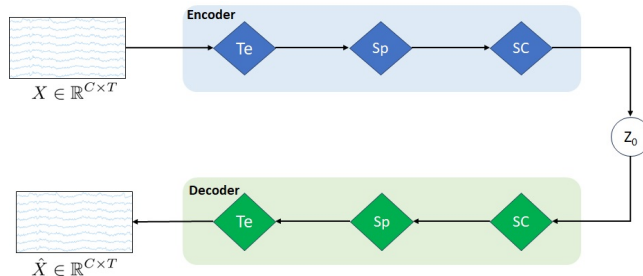 Encoder
Te Sp SC
X ∈ ℝ^{C×T}
Z₀
Decoder
Te Sp SC
X̂ ∈ ℝ^{C×T}